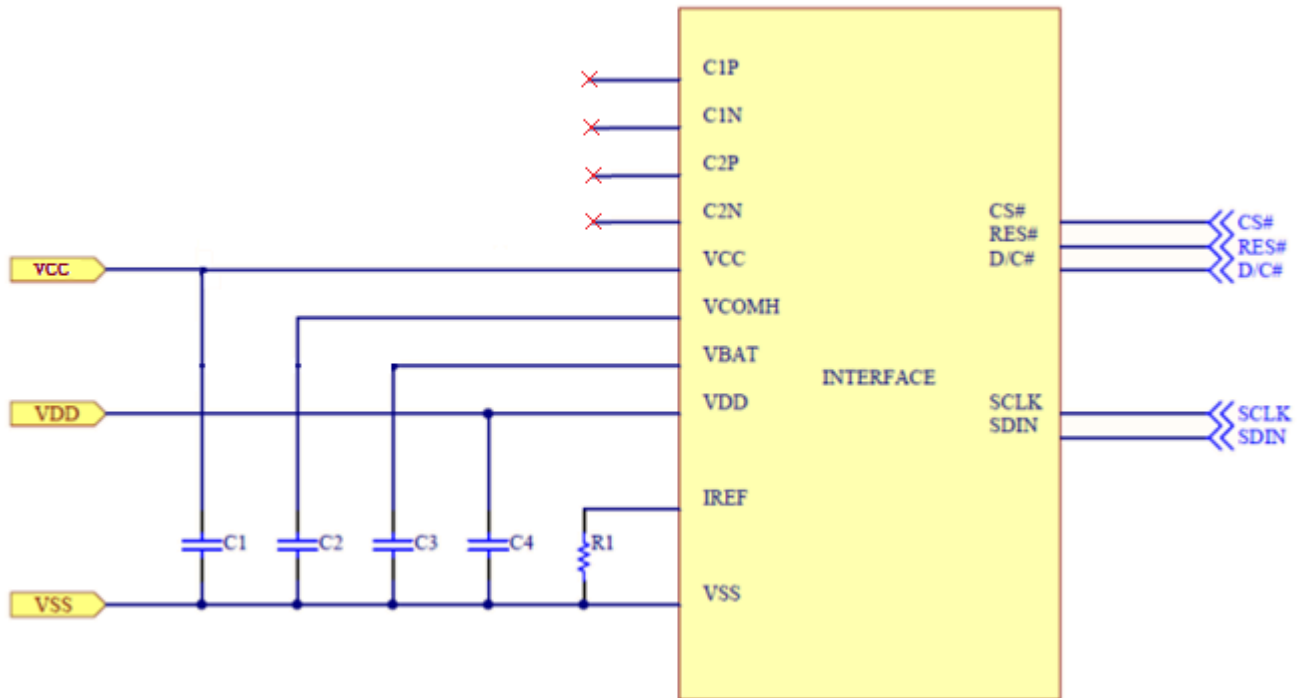 C1P
C1N
C2P
C2N
CS#
CS#
RES#
RES#
VCC
VCC
D/C#
D/C#
VCOMH
VBAT
INTERFACE
VDD
VDD
SCLK
SCLK
SDIN
SDIN
IREF
C1
C2
C3
C4
R1
VSS
VSS